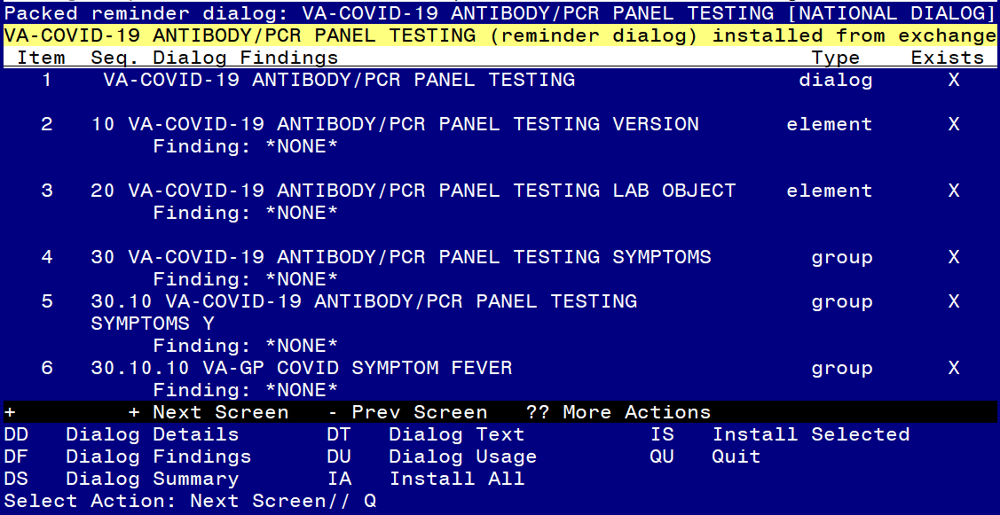 Packed reminder dialog: VA-COVID-19 ANTIBODY/PCR PANEL TESTING [NATIONAL DIALOG]
VA-COVID-19 ANTIBODY/PCR PANEL TESTING (reminder dialog) installed from exchange
Item Seq. Dialog Findings Type Exists
1 VA-COVID-19 ANTIBODY/PCR PANEL TESTING dialog X
2 10 VA-COVID-19 ANTIBODY/PCR PANEL TESTING VERSION element X
Finding: *NONE*
3 20 VA-COVID-19 ANTIBODY/PCR PANEL TESTING LAB OBJECT element X
Finding: *NONE*
4 30 VA-COVID-19 ANTIBODY/PCR PANEL TESTING SYMPTOMS group X
Finding: *NONE*
5 30.10 VA-COVID-19 ANTIBODY/PCR PANEL TESTING group X
SYMPTOMS Y
Finding: *NONE*
6 30.10.10 VA-GP COVID SYMPTOM FEVER group X
Finding: *NONE*
+ + Next Screen - Prev Screen ?? More Actions
DD Dialog Details DT Dialog Text IS Install Selected
DF Dialog Findings DU Dialog Usage QU Quit
DS Dialog Summary IA Install All
Select Action: Next Screen// Q